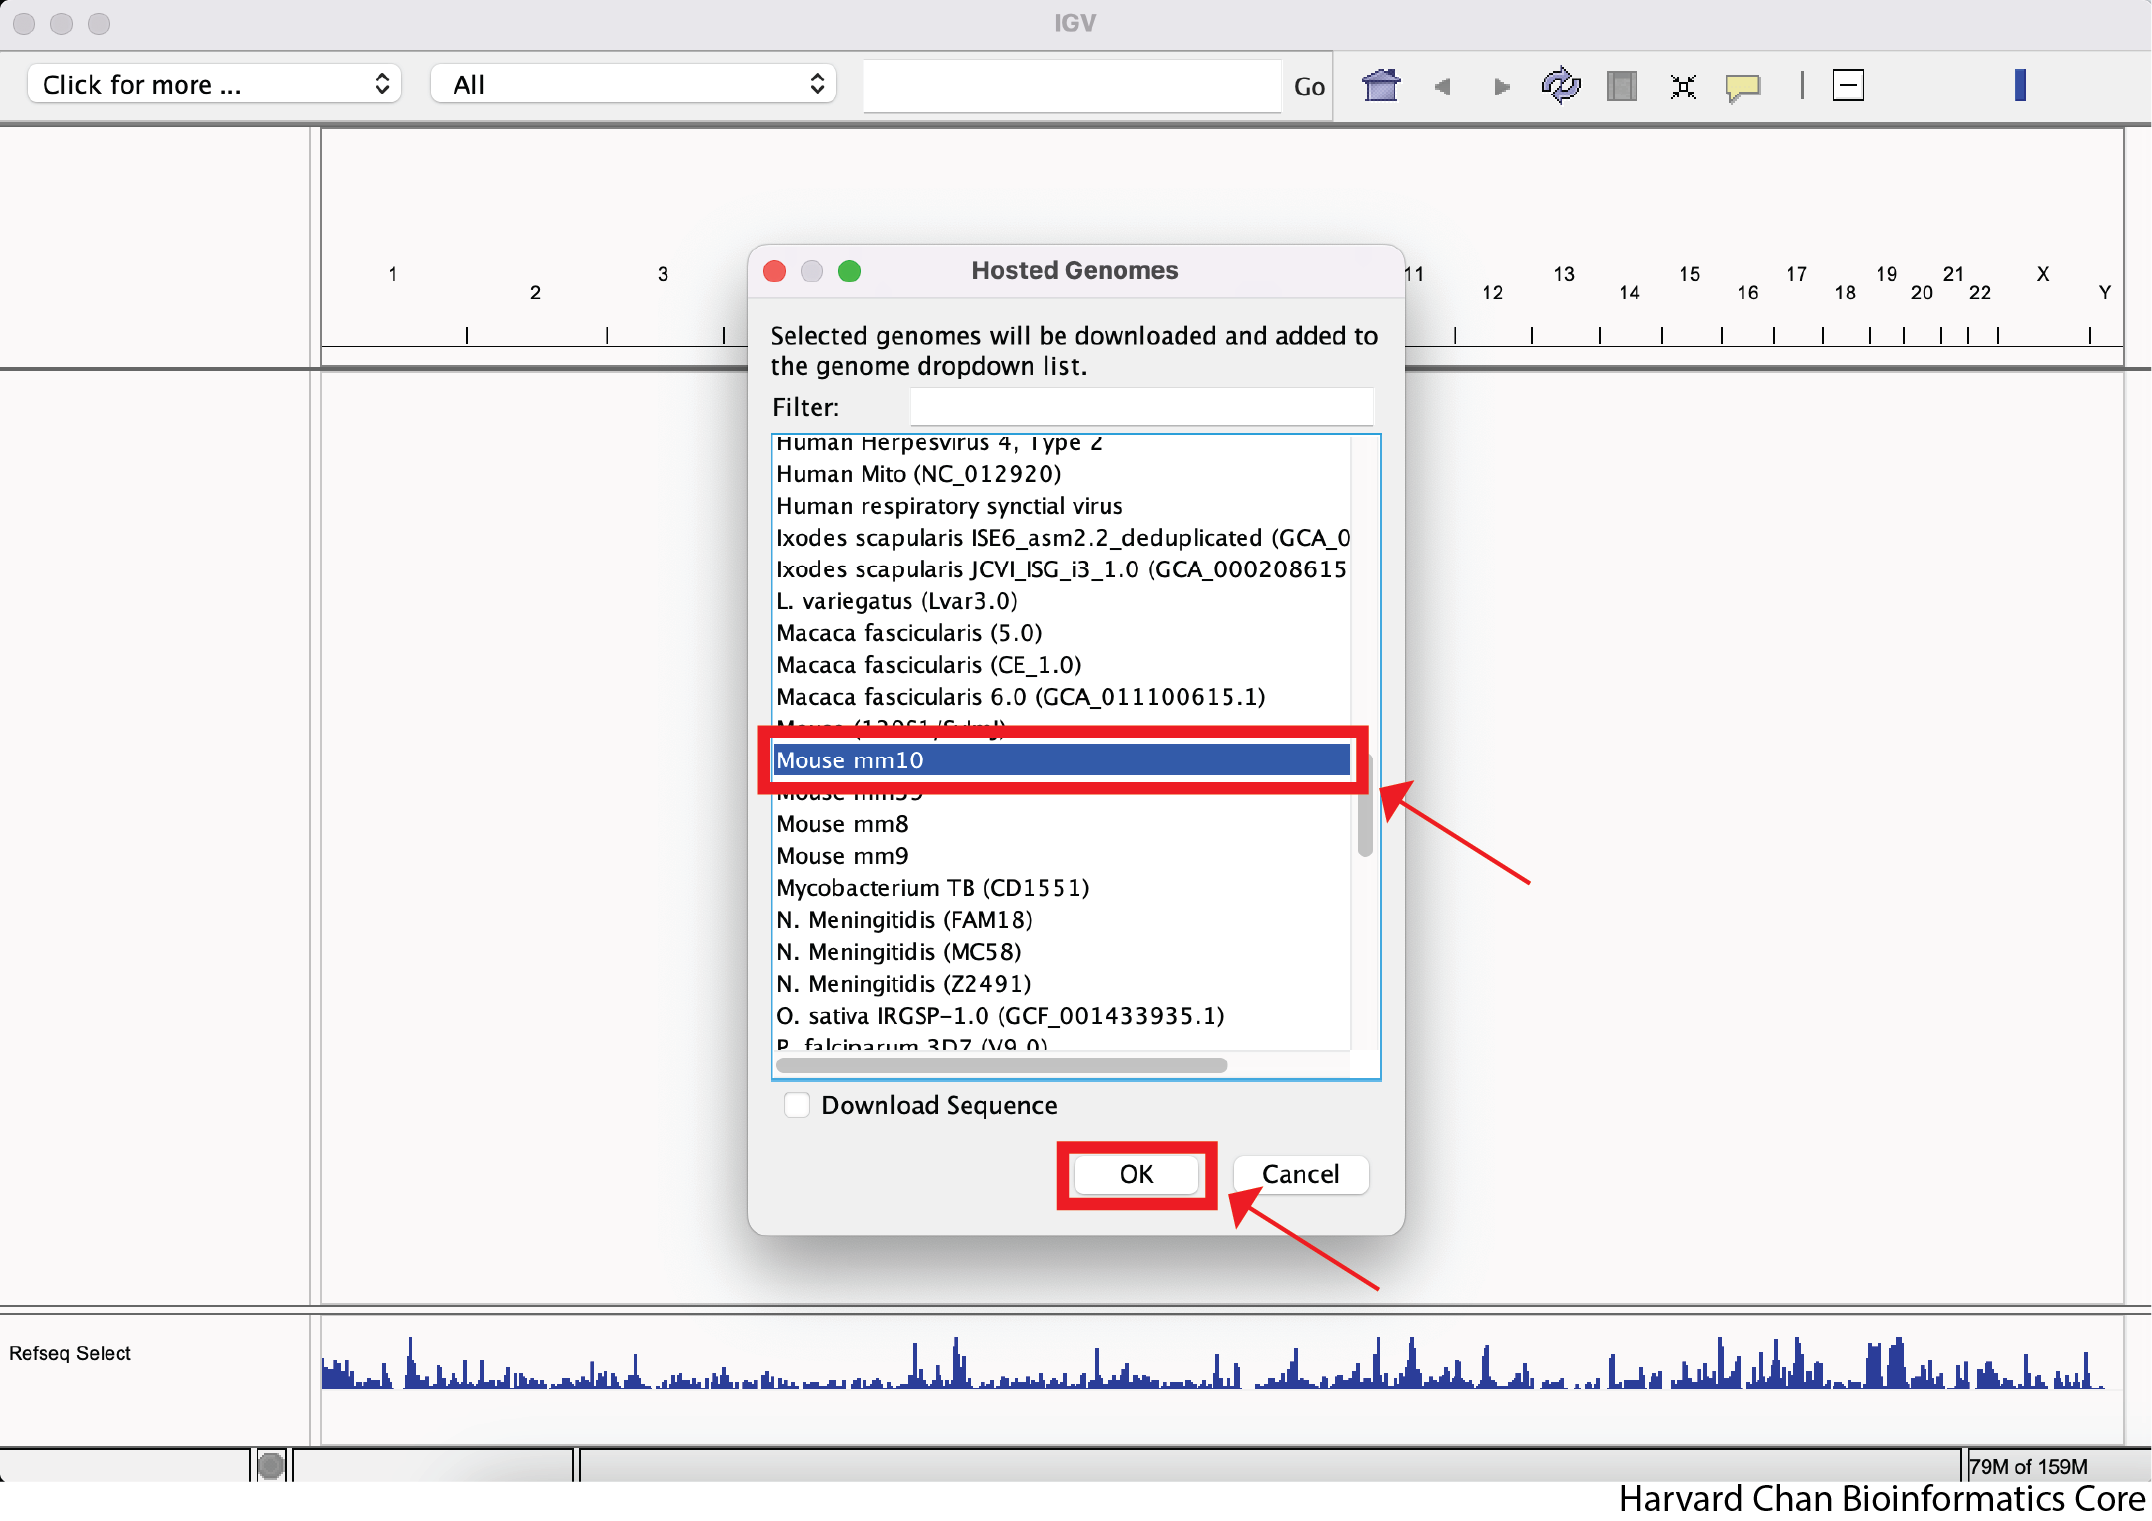 IGV
Click for more ...
All
Go
1
2
3
11
12
13
14
15
16
17
18
19
20
21
22
X
Y
Hosted Genomes
Selected genomes will be downloaded and added to
the genome dropdown list.
Filter:
Human Herpesvirus 4, Type 2
Human Mito (NC_012920)
Human respiratory synctial virus
Ixodes scapularis ISE6_asm2.2_deduplicated (GCA_0
Ixodes scapularis JCVI_ISG_i3_1.0 (GCA_000208615
L. variegatus (Lvar3.0)
Macaca fascicularis (5.0)
Macaca fascicularis (CE_1.0)
Macaca fascicularis 6.0 (GCA_011100615.1)
Mouse (129S1/SvImJ)
Mouse mm10
Mouse mm39
Mouse mm8
Mouse mm9
Mycobacterium TB (CD1551)
N. Meningitidis (FAM18)
N. Meningitidis (MC58)
N. Meningitidis (Z2491)
O. sativa IRGSP-1.0 (GCF_001433935.1)
P. falciparum 3D7 (V9.0)
Download Sequence
OK
Cancel
Refseq Select
79M of 159M
Harvard Chan Bioinformatics Core